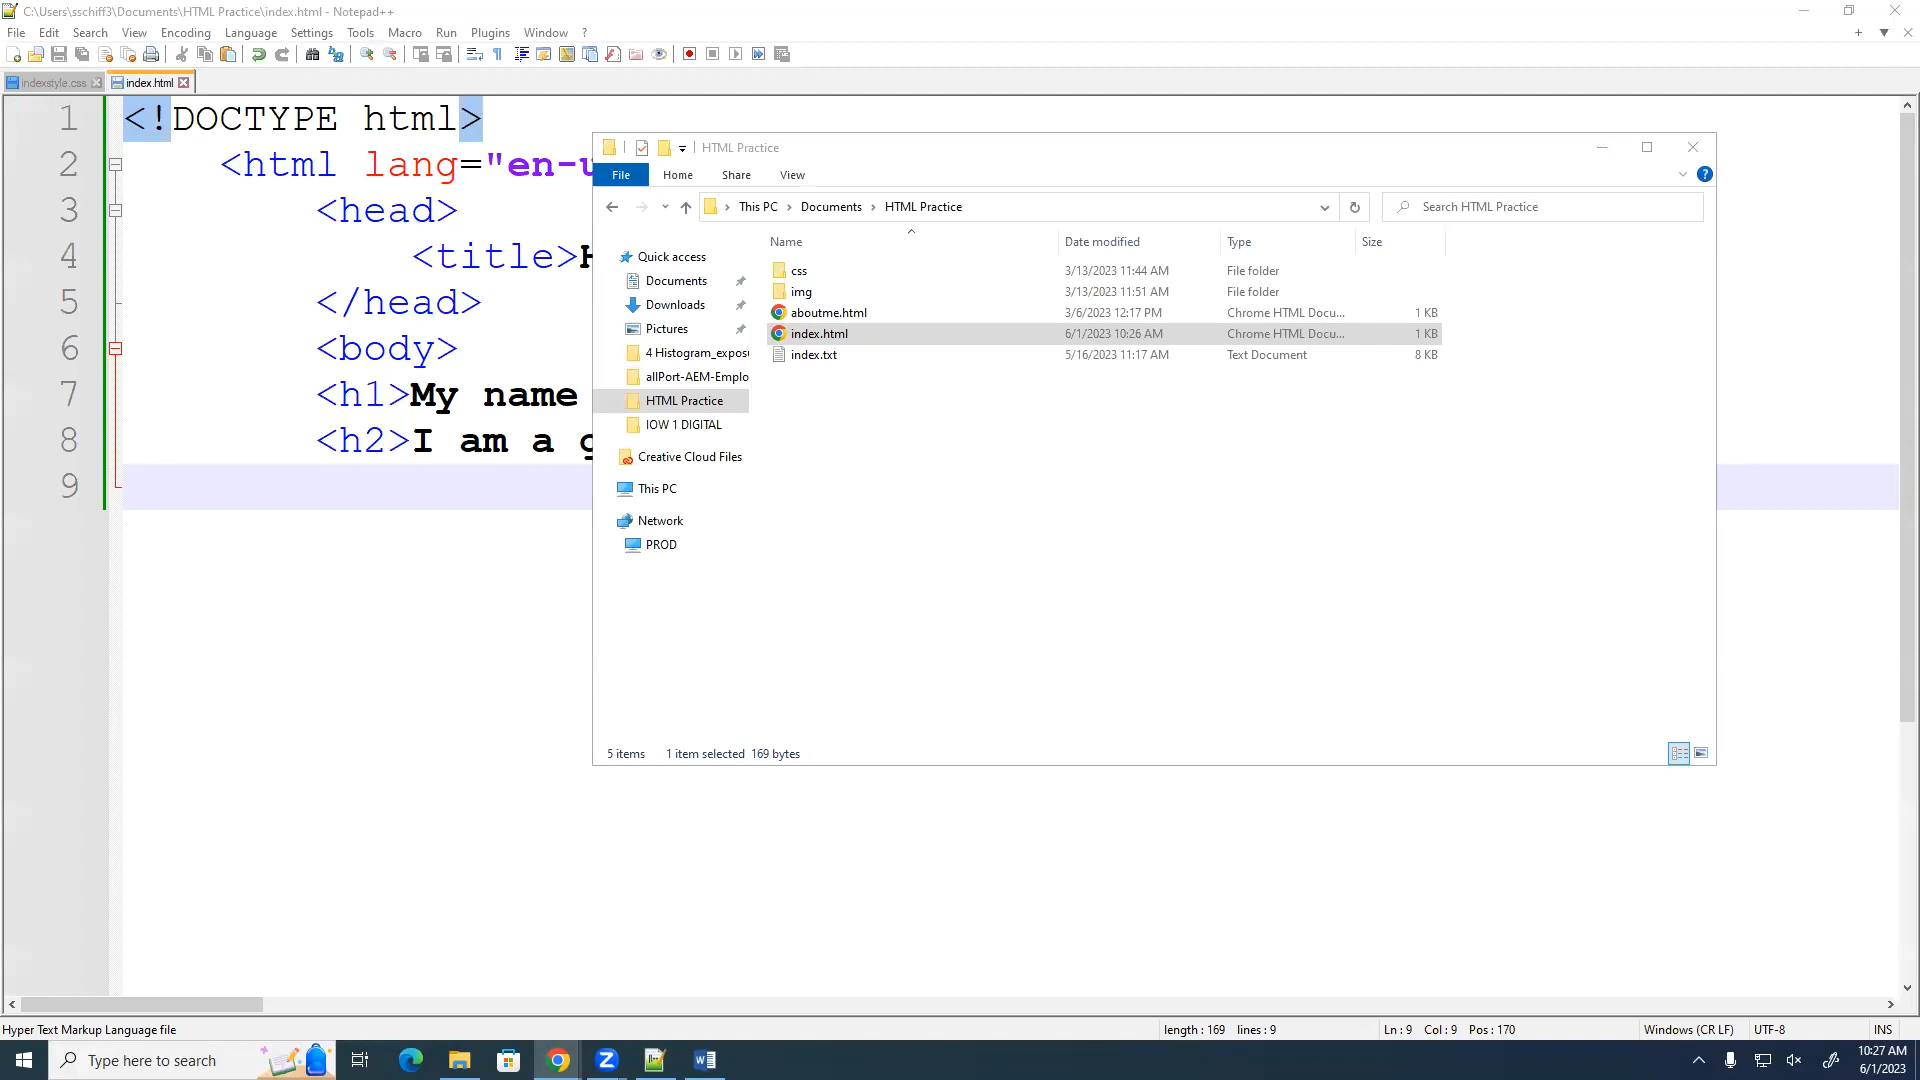 C:\Users\sschiff3\Documents\HTML Practice\index.html - Notepad++
File Edit Search View Encoding Language Settings Tools Macro Run Plugins Window ?
indexstyle.css index.html
1 <!DOCTYPE html>
2 <html lang="en-u
3 <head>
4 <title>H
5 </head>
6 <body>
7 <h1>My name
8 <h2>I am a g
9
HTML Practice
File Home Share View
This PC > Documents > HTML Practice
Search HTML Practice
Name Date modified Type Size
css 3/13/2023 11:44 AM File folder
img 3/13/2023 11:51 AM File folder
aboutme.html 3/6/2023 12:17 PM Chrome HTML Docu... 1 KB
index.html 6/1/2023 10:26 AM Chrome HTML Docu... 1 KB
index.txt 5/16/2023 11:17 AM Text Document 8 KB
Quick access
Documents
Downloads
Pictures
4 Histogram_exposu
allPort-AEM-Emplo
HTML Practice
IOW 1 DIGITAL
Creative Cloud Files
This PC
Network
PROD
5 items 1 item selected 169 bytes
Hyper Text Markup Language file length : 169 lines : 9 Ln : 9 Col : 9 Pos : 170 Windows (CR LF) UTF-8 INS
Type here to search
10:27 AM
6/1/2023